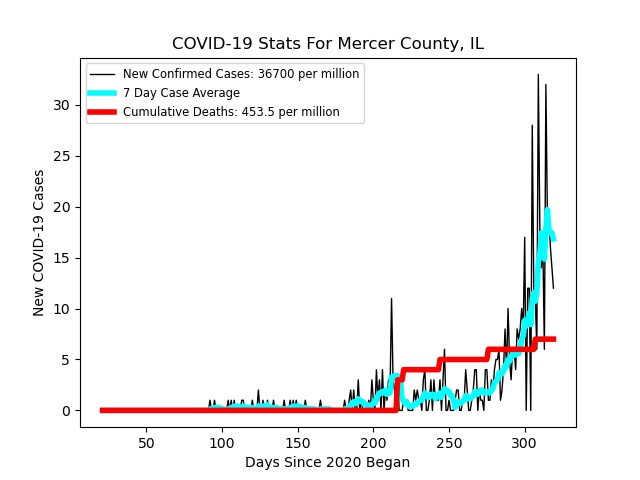 COVID-19 Stats For Mercer County, IL
New Confirmed Cases: 36700 per million
7 Day Case Average
Cumulative Deaths: 453.5 per million
New COVID-19 Cases
30
25
20
15
10
5
0
50 100 150 200 250 300
Days Since 2020 Began